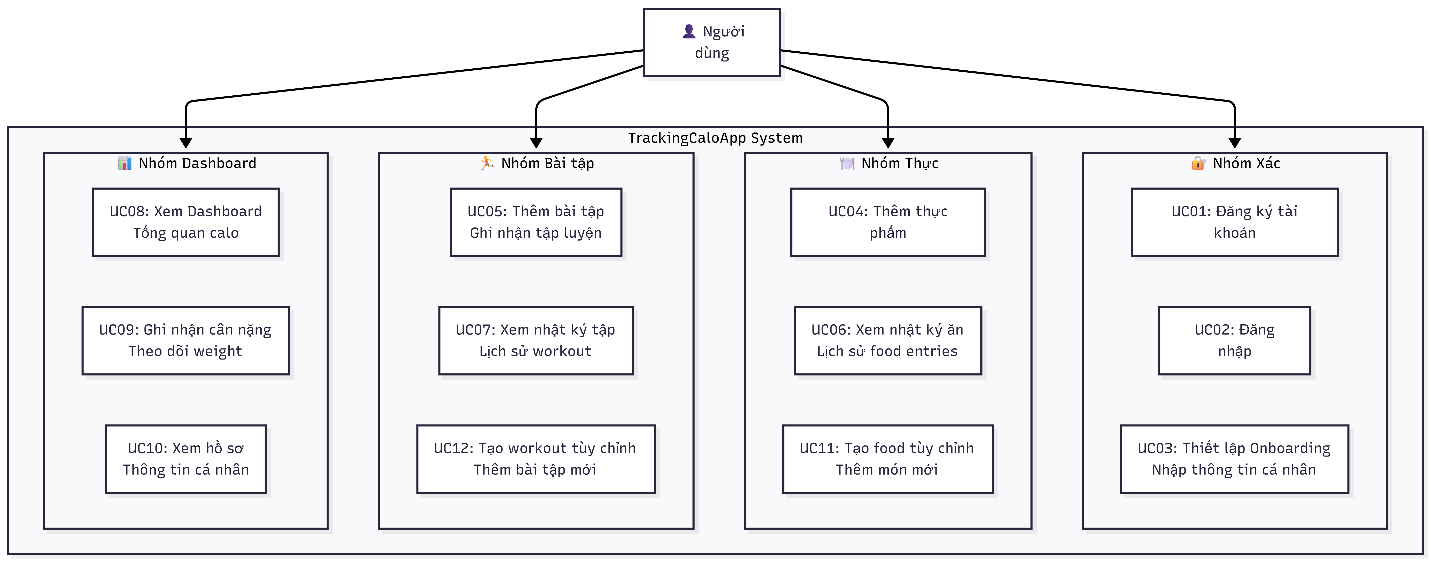 👤 Người
dùng
TrackingCaloApp System
📊 Nhóm Dashboard
UC08: Xem Dashboard
Tổng quan calo
UC09: Ghi nhận cân nặng
Theo dõi weight
UC10: Xem hồ sơ
Thông tin cá nhân
🏃 Nhóm Bài tập
UC05: Thêm bài tập
Ghi nhận tập luyện
UC07: Xem nhật ký tập
Lịch sử workout
UC12: Tạo workout tùy chỉnh
Thêm bài tập mới
🍽️ Nhóm Thực
UC04: Thêm thực
phẩm
UC06: Xem nhật ký ăn
Lịch sử food entries
UC11: Tạo food tùy chỉnh
Thêm món mới
🔐 Nhóm Xác
UC01: Đăng ký tài
khoản
UC02: Đăng
nhập
UC03: Thiết lập Onboarding
Nhập thông tin cá nhân